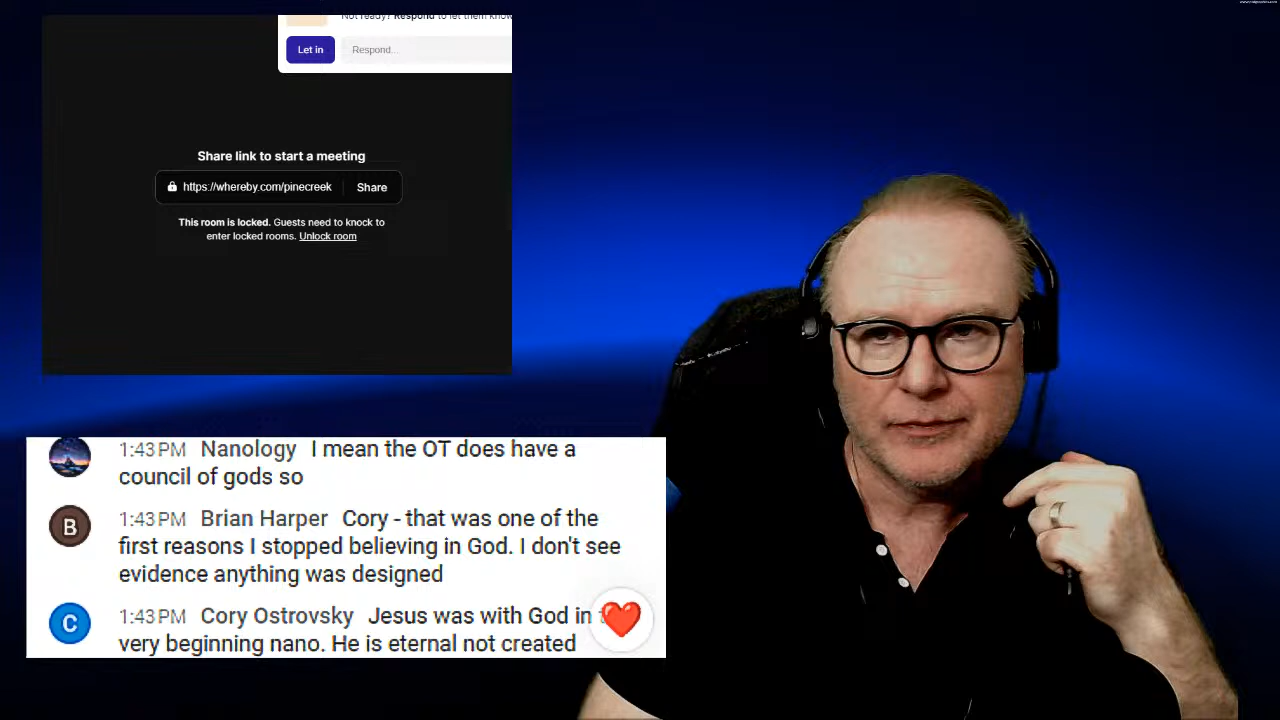 Not ready? Respond to let them know
Let in
Respond...
Share link to start a meeting
https://whereby.com/pinecreek
Share
This room is locked. Guests need to knock to
enter locked rooms. Unlock room
1:43 PM Nanology I mean the OT does have a
council of gods so
B
1:43 PM Brian Harper Cory - that was one of the
first reasons I stopped believing in God. I don't see
evidence anything was designed
C
1:43 PM Cory Ostrovsky Jesus was with God in
very beginning nano. He is eternal not created